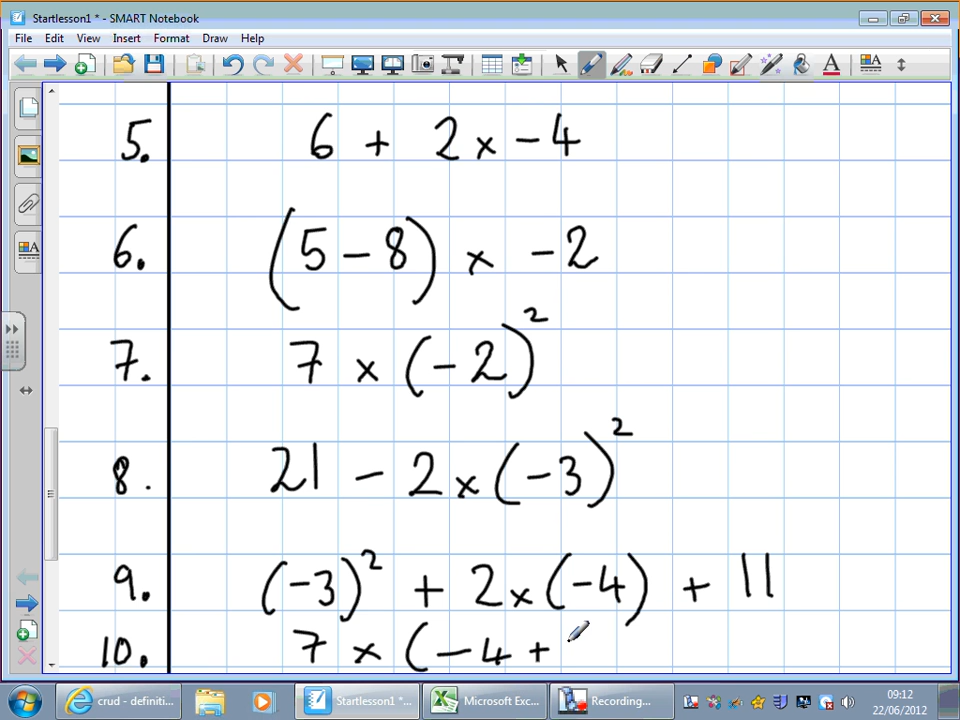 Startlesson1 * - SMART Notebook
File Edit View Insert Format Draw Help
5. 6 + 2 × -4
6. (5 - 8) × -2
7. 7 × (-2)²
8. 21 - 2 × (-3)²
9. (-3)² + 2 × (-4) + 11
10. 7 × (-4 +
crud - definiti... Startlesson1 *... Microsoft Exc... Recording... 09:12
22/06/2012